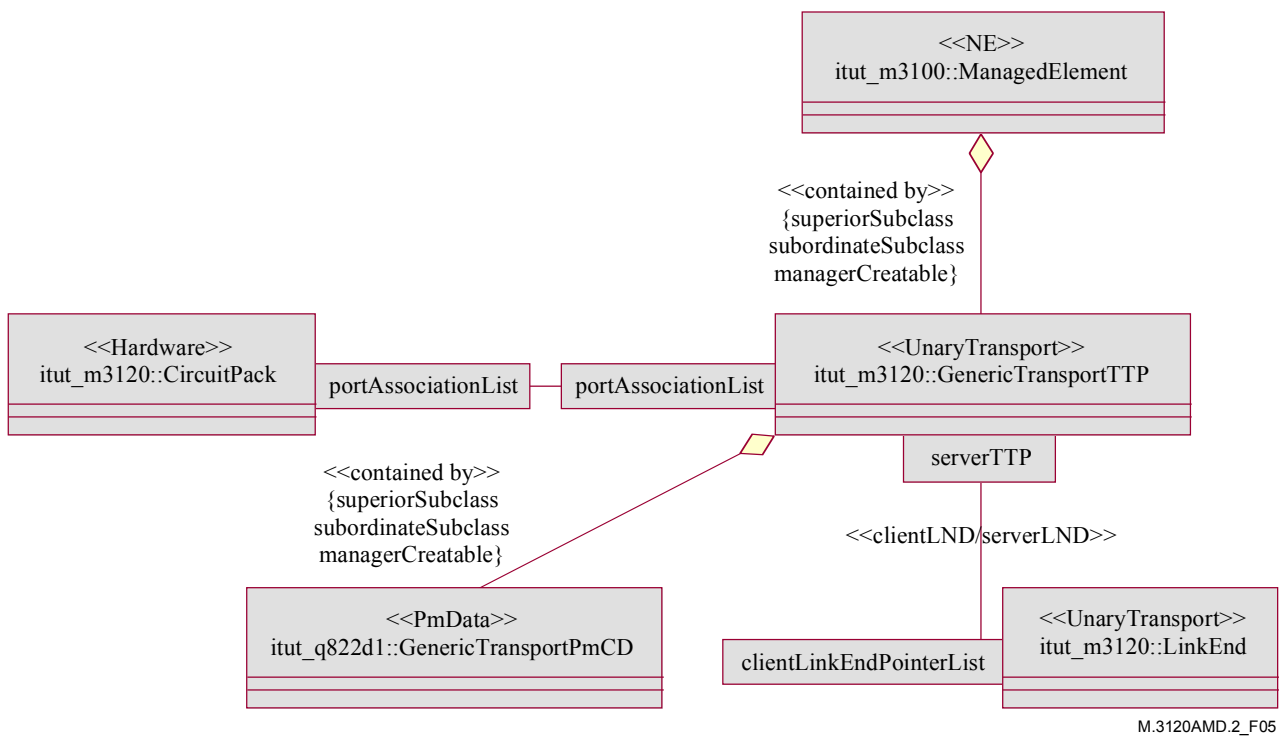 <<NE>>
itut_m3100::ManagedElement
<<contained by>>
{superiorSubclass
subordinateSubclass
managerCreatable}
<<Hardware>>
itut_m3120::CircuitPack
portAssociationList
portAssociationList
<<UnaryTransport>>
itut_m3120::GenericTransportTTP
serverTTP
<<contained by>>
{superiorSubclass
subordinateSubclass
managerCreatable}
<<clientLND/serverLND>>
<<PmData>>
itut_q822d1::GenericTransportPmCD
clientLinkEndPointerList
<<UnaryTransport>>
itut_m3120::LinkEnd
M.3120AMD.2_F05